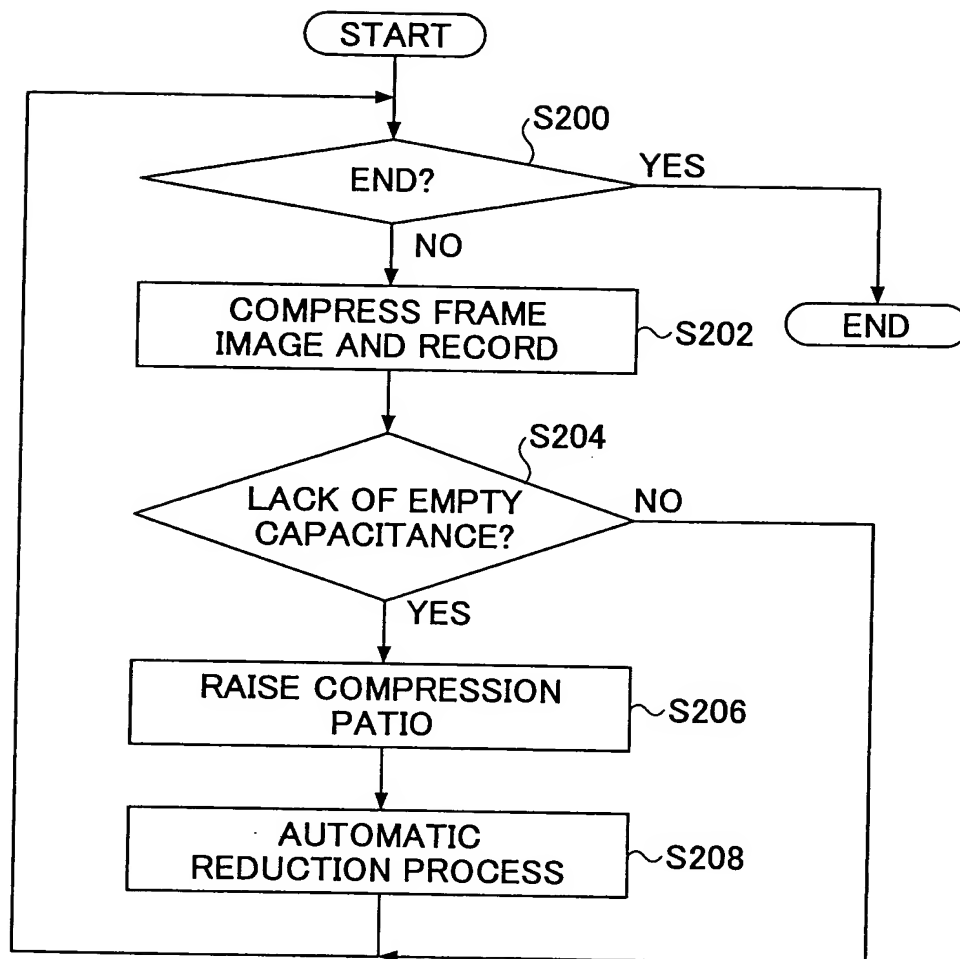 START
S200
END?
YES
NO
COMPRESS FRAME
IMAGE AND RECORD
S202
END
S204
LACK OF EMPTY
CAPACITANCE?
NO
YES
RAISE COMPRESSION
PATIO
S206
AUTOMATIC
REDUCTION PROCESS
S208